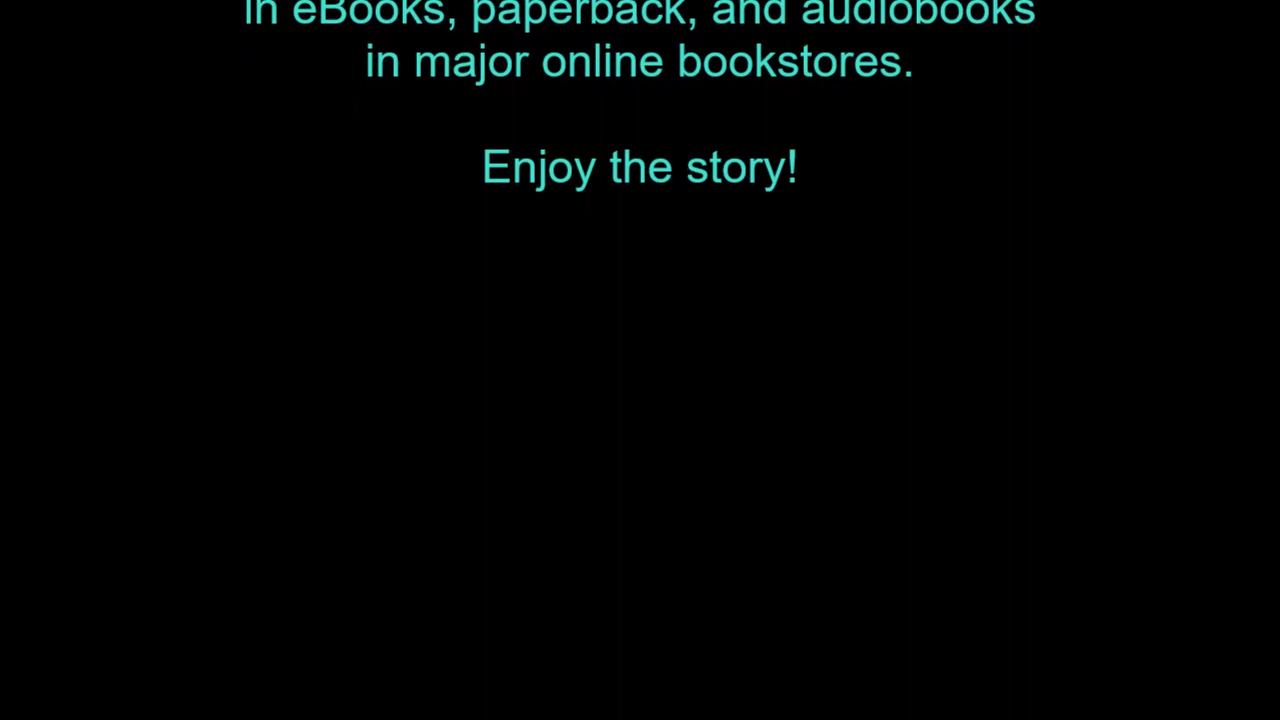 in eBooks, paperback, and audiobooks
in major online bookstores.
Enjoy the story!